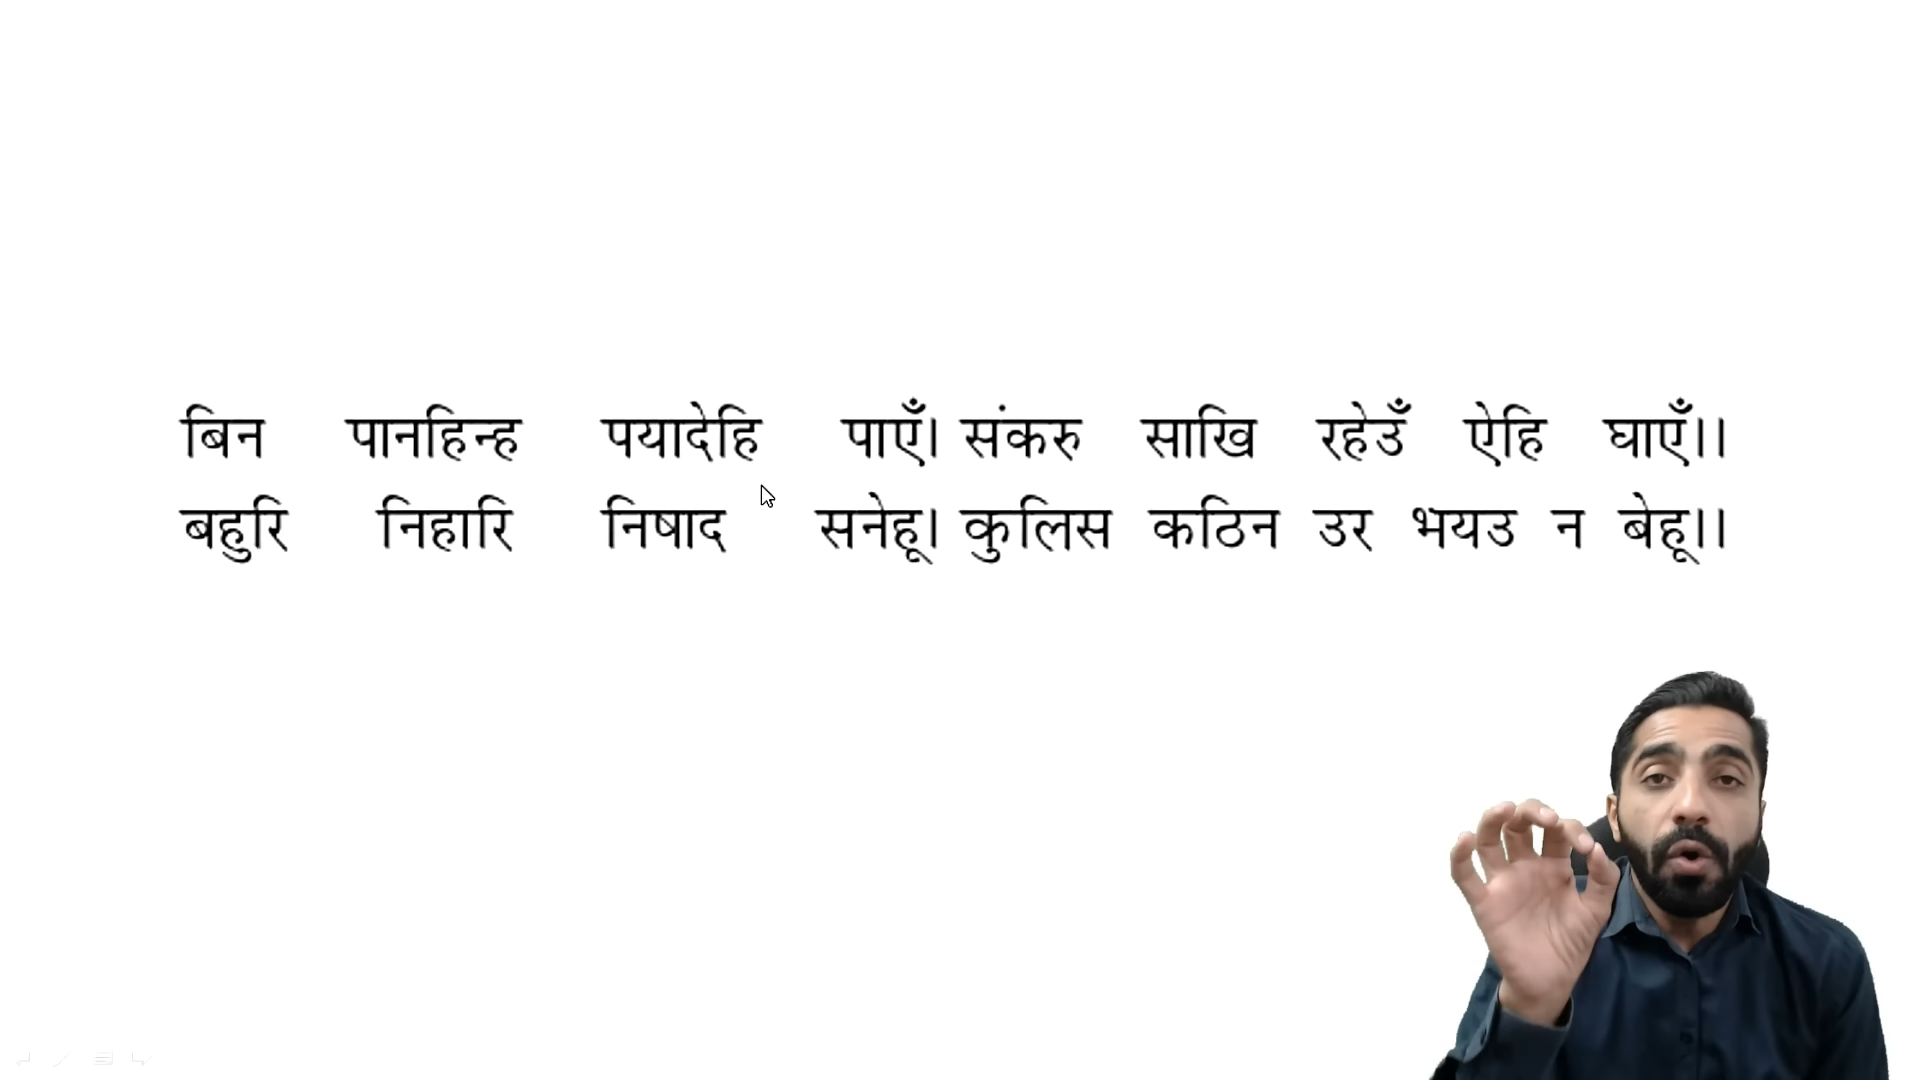 बिन पानहिन्ह पयादेहि पाएँ। संकरु साखि रहेउँ ऐहि घाएँ।।
बहुरि निहारि निषाद सनेहू। कुलिस कठिन उर भयउ न बेहू।।